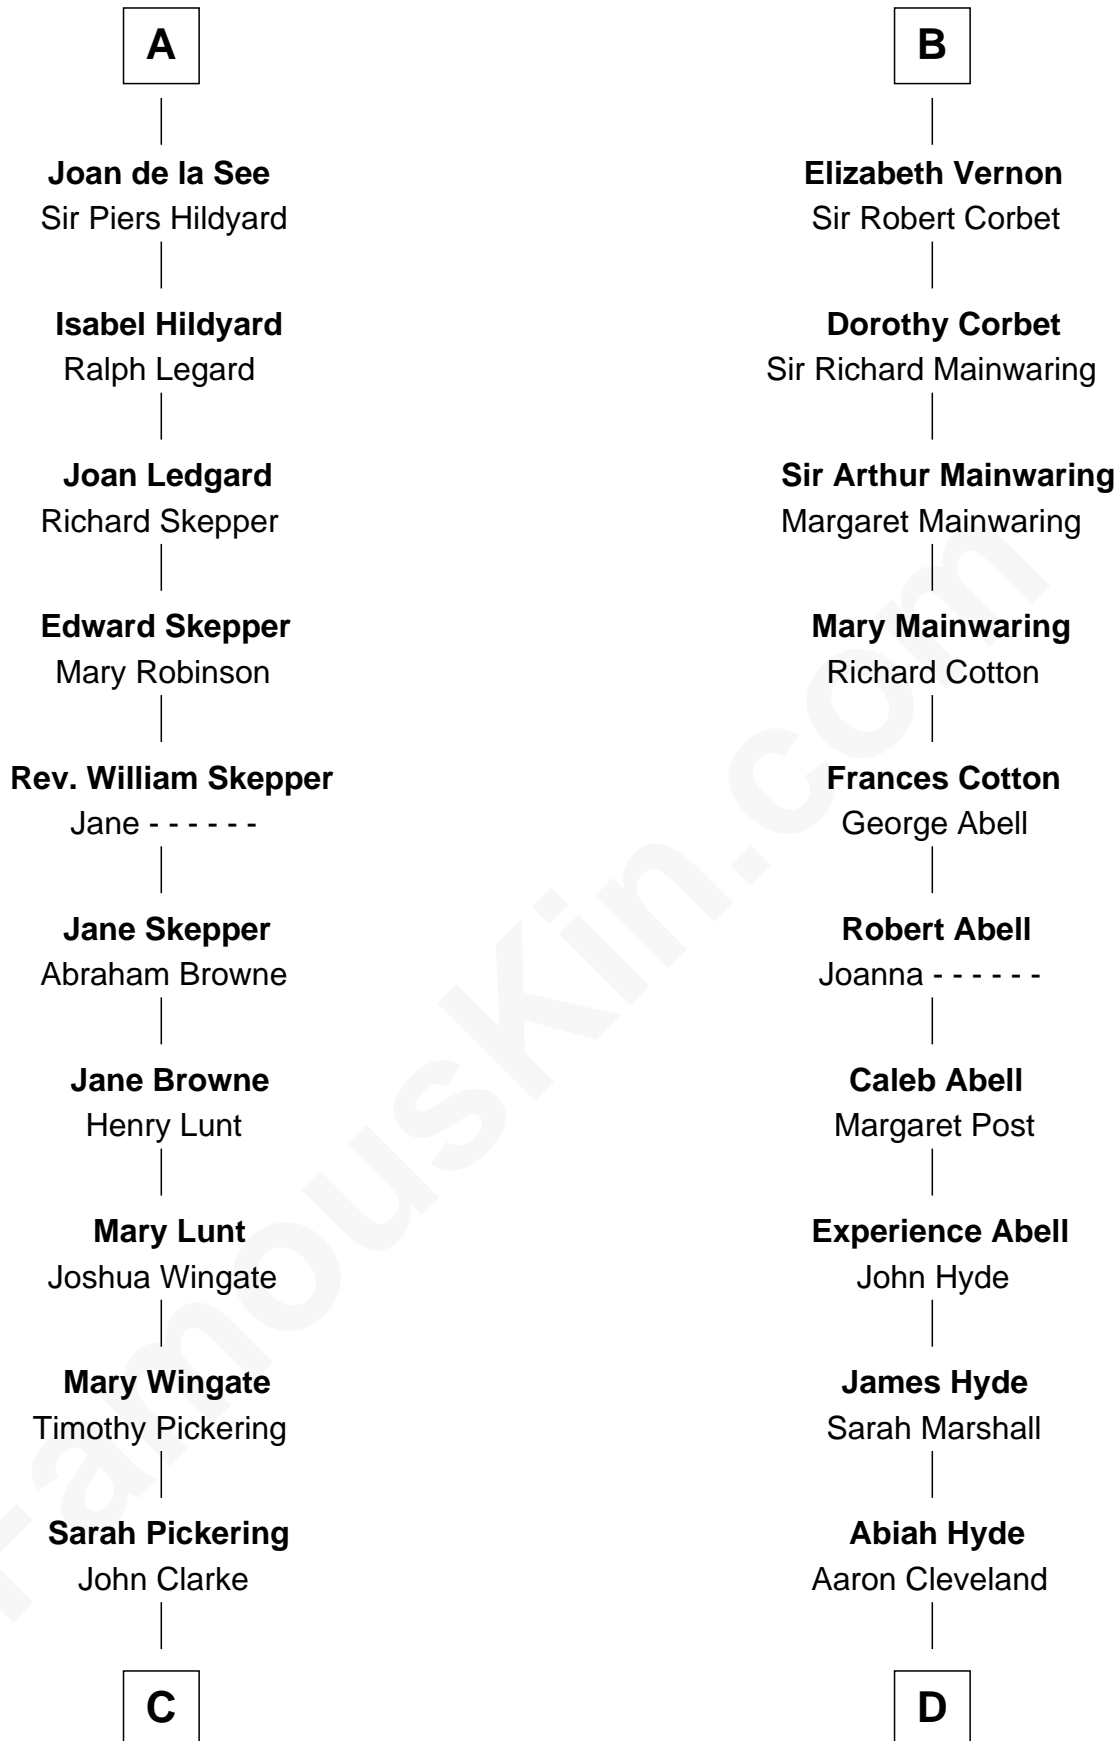 A
Joan de la See
Sir Piers Hildyard
Isabel Hildyard
Ralph Legard
Joan Ledgard
Richard Skepper
Edward Skepper
Mary Robinson
Rev. William Skepper
Jane - - - - - -
Jane Skepper
Abraham Browne
Jane Browne
Henry Lunt
Mary Lunt
Joshua Wingate
Mary Wingate
Timothy Pickering
Sarah Pickering
John Clarke
C
B
Elizabeth Vernon
Sir Robert Corbet
Dorothy Corbet
Sir Richard Mainwaring
Sir Arthur Mainwaring
Margaret Mainwaring
Mary Mainwaring
Richard Cotton
Frances Cotton
George Abell
Robert Abell
Joanna - - - - - -
Caleb Abell
Margaret Post
Experience Abell
John Hyde
James Hyde
Sarah Marshall
Abiah Hyde
Aaron Cleveland
D
FamousKin.com